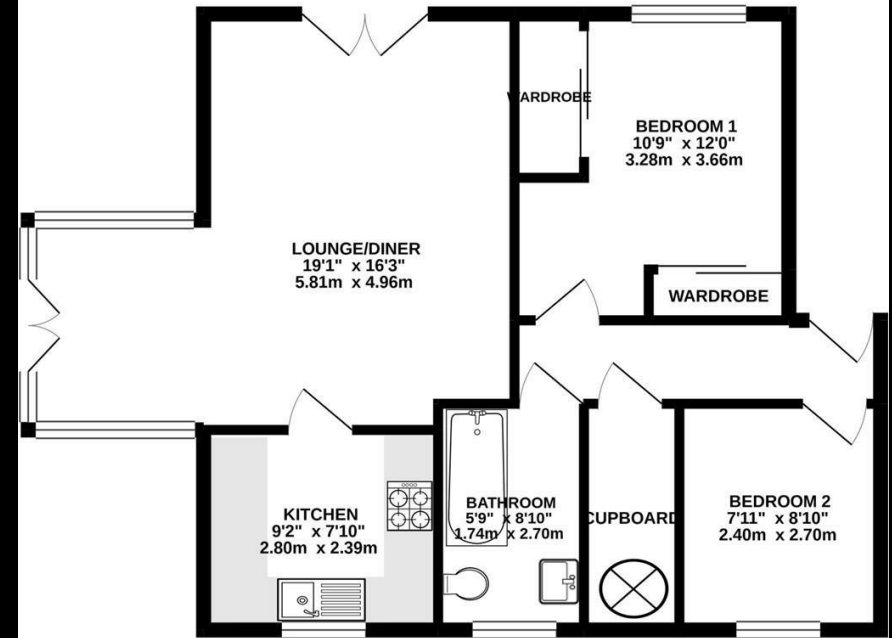 WARDROBE
BEDROOM 1
10'9" x 12'0"
3.28m x 3.66m
LOUNGE/DINER
19'1" x 16'3"
5.81m x 4.96m
WARDROBE
KITCHEN
9'2" x 7'10"
2.80m x 2.39m
BATHROOM
5'9" x 8'10"
1.74m x 2.70m
CUPBOARD
BEDROOM 2
7'11" x 8'10"
2.40m x 2.70m